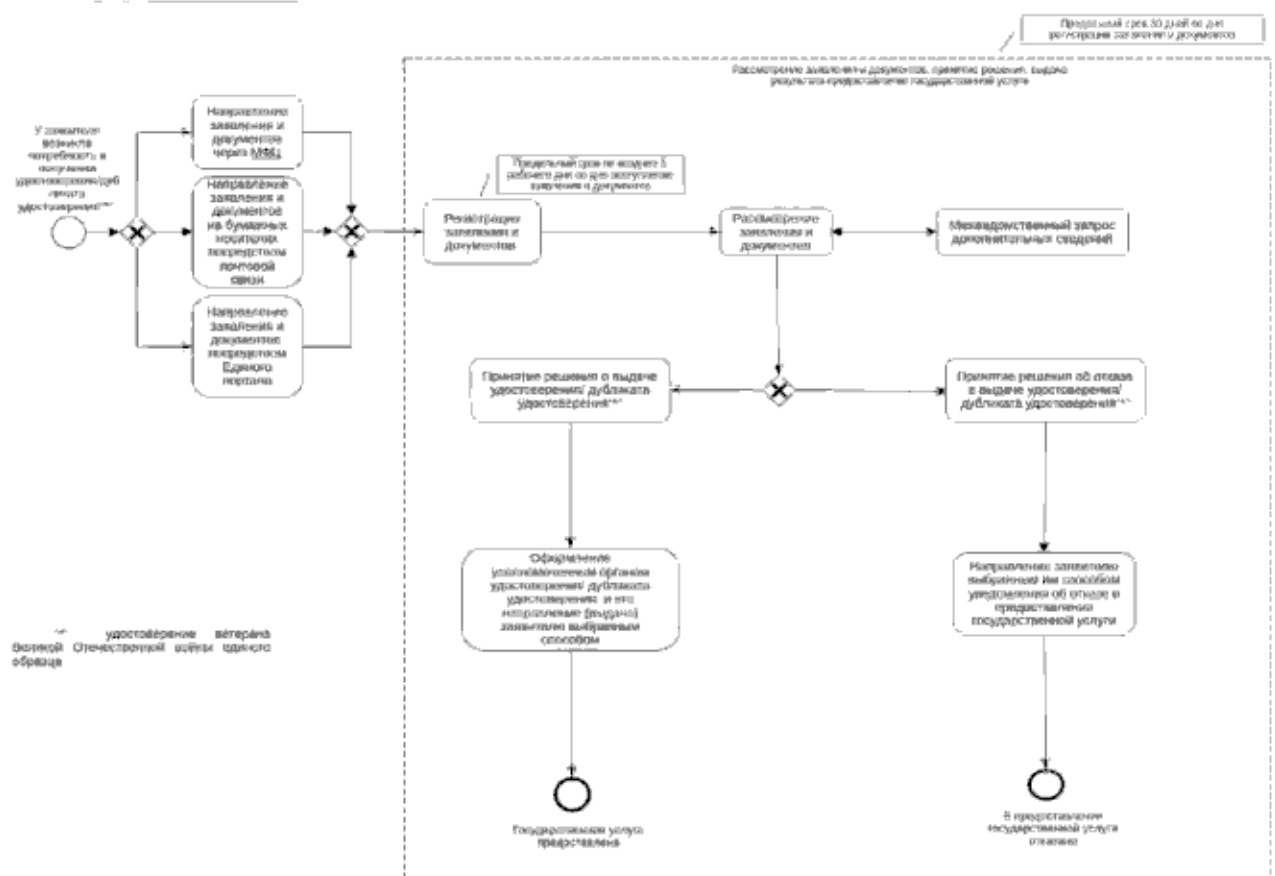 Предельный срок 30 дней со дня
регистрации заявления и документов
Рассмотрение заявления и документов, принятие решения, выдача
результата предоставления государственной услуги
У заявителя
возникла
потребность в
получении
удостоверения/дуб
ликата
удостоверения"*"
Направление
заявления и
документов
через МФЦ
Направление
заявления и
документов
на бумажных
носителях
посредством
почтовой
связи
Направление
заявления и
документов
посредством
Единого
портала
Предельный срок не позднее 1
рабочего дня со дня поступления
заявления и документов
Регистрация
заявления и
документов
Рассмотрение
заявления и
документов
Межведомственный запрос
дополнительных сведений
Принятие решения о выдаче
удостоверения/ дубликата
удостоверения"*"
Принятие решения об отказе
в выдаче удостоверения/
дубликата удостоверения"*"
Оформление
уполномоченным органом
удостоверения/ дубликата
удостоверения и его
направление (выдача)
заявителю выбранным
способом
Направление заявителю
выбранным им способом
уведомления об отказе в
предоставлении
государственной услуги
"*" удостоверение ветерана
Великой Отечественной войны единого
образца
Государственная услуга
предоставлена
В предоставлении
государственной услуги
отказано